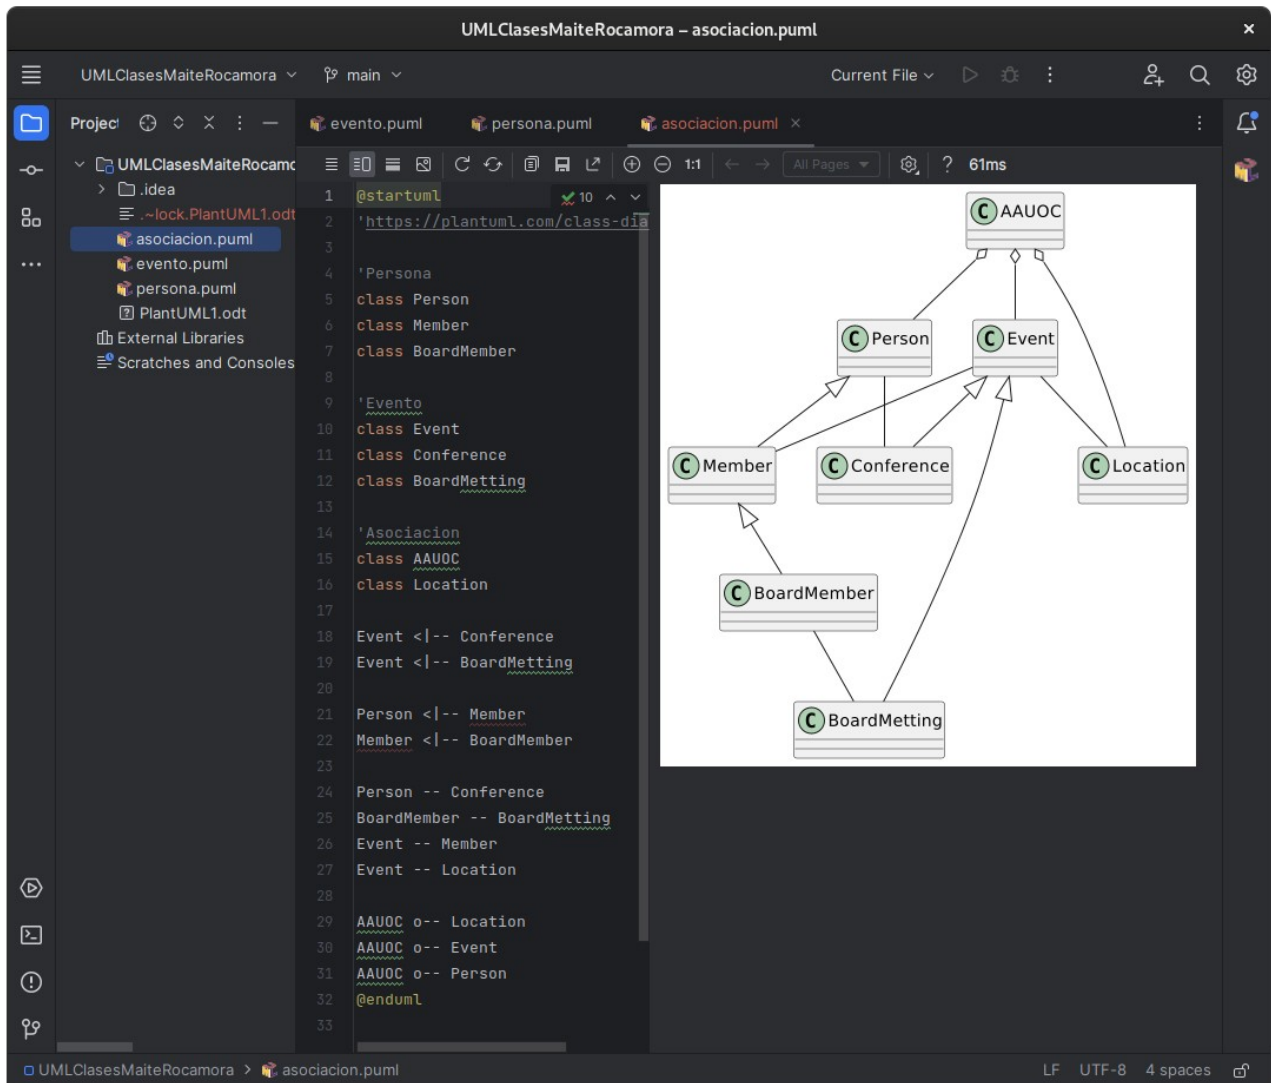 UMLClasesMaiteRocamora – asociacion.puml
UMLClasesMaiteRocamora
main
Current File
Projec
evento.puml
persona.puml
asociacion.puml
UMLClasesMaiteRocamo
.idea
.~lock.PlantUML1.odt
asociacion.puml
evento.puml
persona.puml
PlantUML1.odt
External Libraries
Scratches and Consoles
1:1
All Pages
?
61ms
10
1 @startuml
2 'https://plantuml.com/class-dia
3
4 'Persona
5 class Person
6 class Member
7 class BoardMember
8
9 'Evento
10 class Event
11 class Conference
12 class BoardMetting
13
14 'Asociacion
15 class AAUOC
16 class Location
17
18 Event <|-- Conference
19 Event <|-- BoardMetting
20
21 Person <|-- Member
22 Member <|-- BoardMember
23
24 Person -- Conference
25 BoardMember -- BoardMetting
26 Event -- Member
27 Event -- Location
28
29 AAUOC o-- Location
30 AAUOC o-- Event
31 AAUOC o-- Person
32 @enduml
33
C AAUOC
C Person
C Event
C Member
C Conference
C Location
C BoardMember
C BoardMetting
UMLClasesMaiteRocamora > asociacion.puml
LF UTF-8 4 spaces